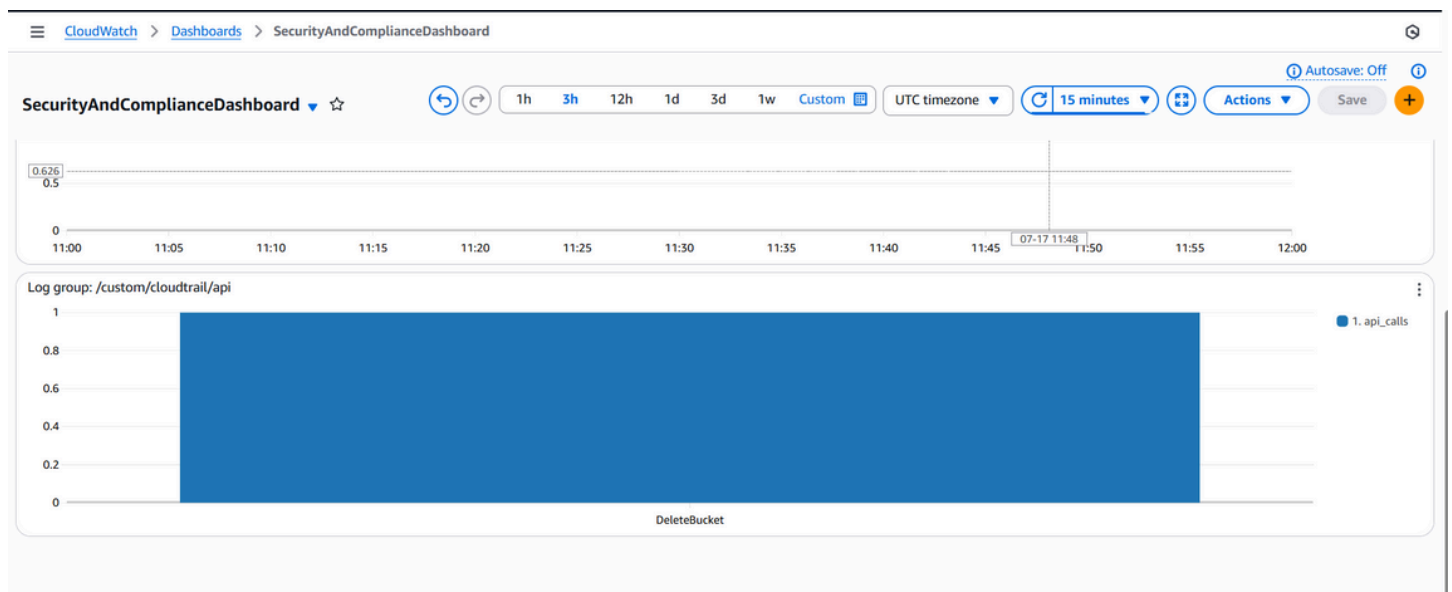 CloudWatch > Dashboards > SecurityAndComplianceDashboard
Autosave: Off
SecurityAndComplianceDashboard
1h 3h 12h 1d 3d 1w Custom UTC timezone 15 minutes Actions Save
0.626
0.5
0
11:00 11:05 11:10 11:15 11:20 11:25 11:30 11:35 11:40 11:45 07-17 11:48 11:50 11:55 12:00
Log group: /custom/cloudtrail/api
1
1. api_calls
0.8
0.6
0.4
0.2
0
DeleteBucket